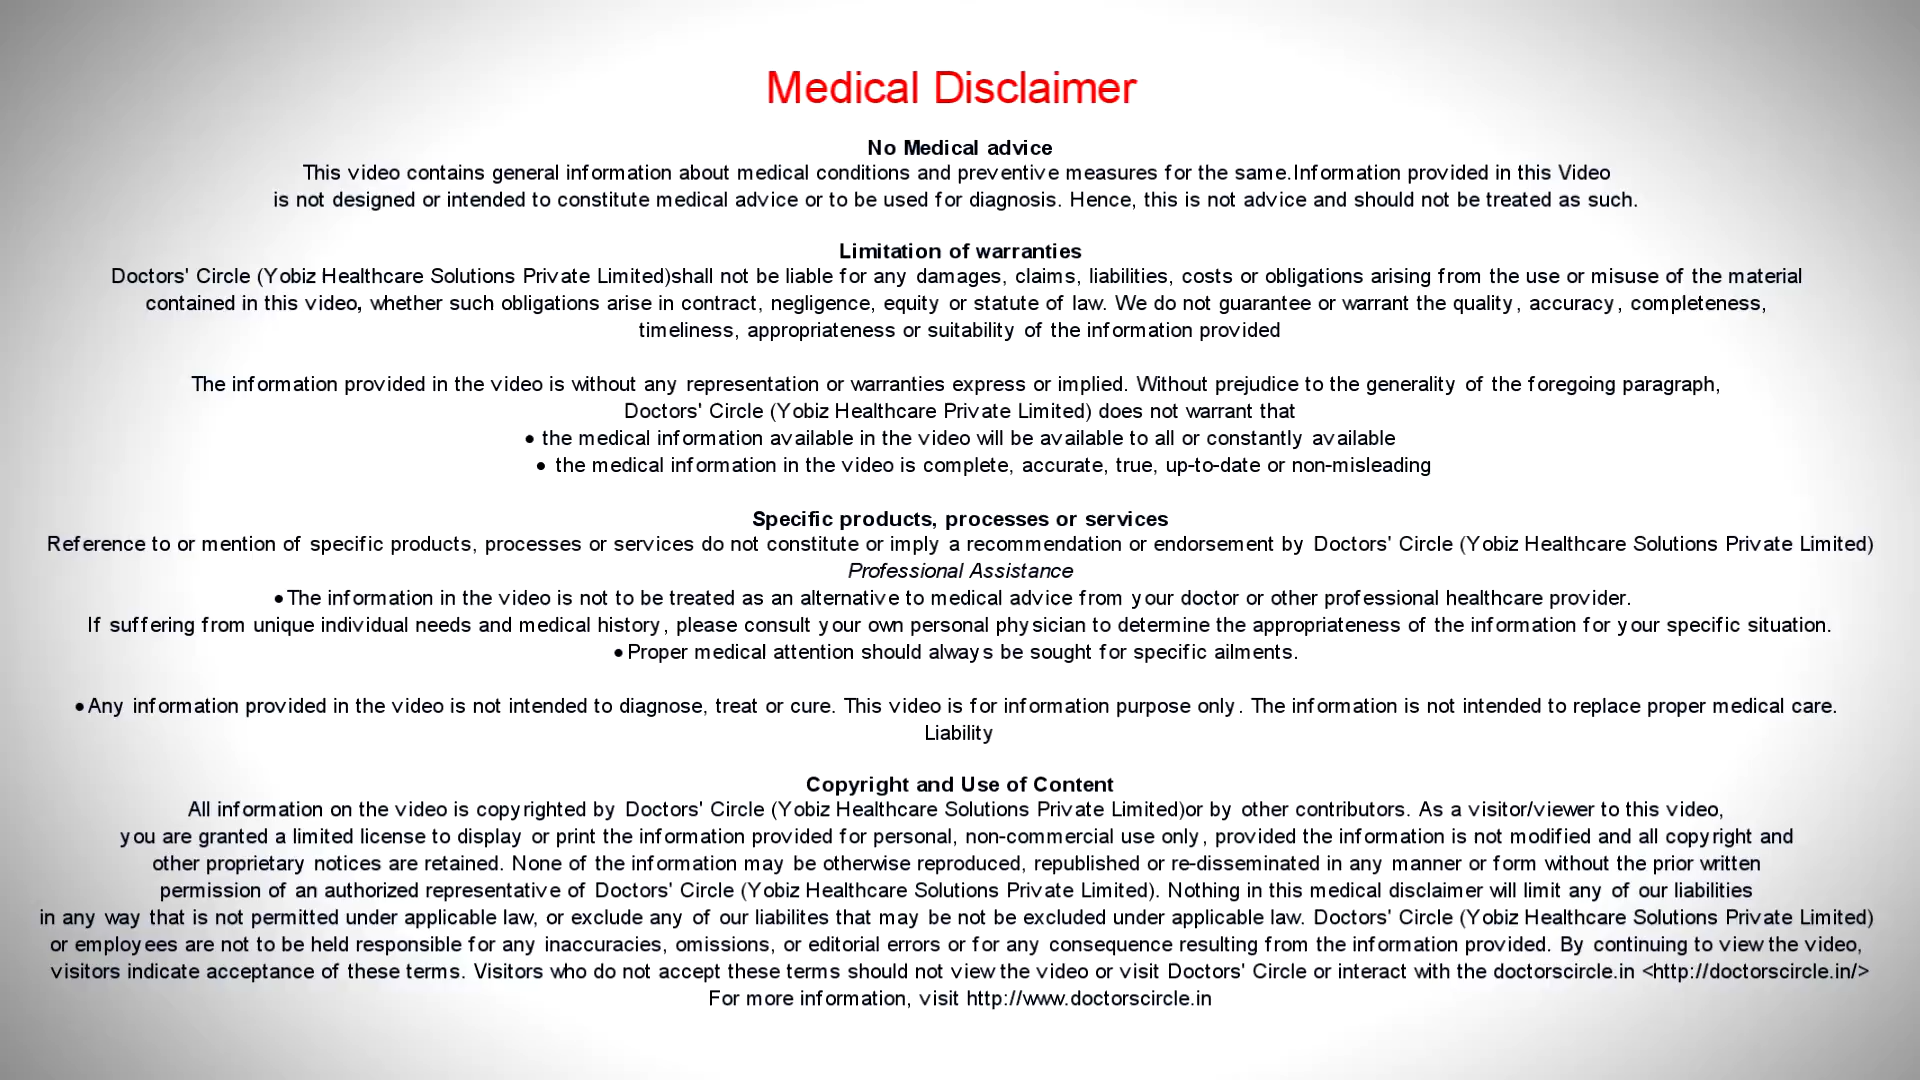 Medical Disclaimer
No Medical advice
This video contains general information about medical conditions and preventive measures for the same.Information provided in this Video
is not designed or intended to constitute medical advice or to be used for diagnosis. Hence, this is not advice and should not be treated as such.
Limitation of warranties
Doctors' Circle (Yobiz Healthcare Solutions Private Limited)shall not be liable for any damages, claims, liabilities, costs or obligations arising from the use or misuse of the material
contained in this video, whether such obligations arise in contract, negligence, equity or statute of law. We do not guarantee or warrant the quality, accuracy, completeness,
timeliness, appropriateness or suitability of the information provided
The information provided in the video is without any representation or warranties express or implied. Without prejudice to the generality of the foregoing paragraph,
Doctors' Circle (Yobiz Healthcare Private Limited) does not warrant that
• the medical information available in the video will be available to all or constantly available
• the medical information in the video is complete, accurate, true, up-to-date or non-misleading
Specific products, processes or services
Reference to or mention of specific products, processes or services do not constitute or imply a recommendation or endorsement by Doctors' Circle (Yobiz Healthcare Solutions Private Limited)
Professional Assistance
•The information in the video is not to be treated as an alternative to medical advice from your doctor or other professional healthcare provider.
If suffering from unique individual needs and medical history, please consult your own personal physician to determine the appropriateness of the information for your specific situation.
•Proper medical attention should always be sought for specific ailments.
•Any information provided in the video is not intended to diagnose, treat or cure. This video is for information purpose only. The information is not intended to replace proper medical care.
Liability
Copyright and Use of Content
All information on the video is copyrighted by Doctors' Circle (Yobiz Healthcare Solutions Private Limited)or by other contributors. As a visitor/viewer to this video,
you are granted a limited license to display or print the information provided for personal, non-commercial use only, provided the information is not modified and all copyright and
other proprietary notices are retained. None of the information may be otherwise reproduced, republished or re-disseminated in any manner or form without the prior written
permission of an authorized representative of Doctors' Circle (Yobiz Healthcare Solutions Private Limited). Nothing in this medical disclaimer will limit any of our liabilities
in any way that is not permitted under applicable law, or exclude any of our liabilites that may be not be excluded under applicable law. Doctors' Circle (Yobiz Healthcare Solutions Private Limited)
or employees are not to be held responsible for any inaccuracies, omissions, or editorial errors or for any consequence resulting from the information provided. By continuing to view the video,
visitors indicate acceptance of these terms. Visitors who do not accept these terms should not view the video or visit Doctors' Circle or interact with the doctorscircle.in <http://doctorscircle.in/>
For more information, visit http://www.doctorscircle.in